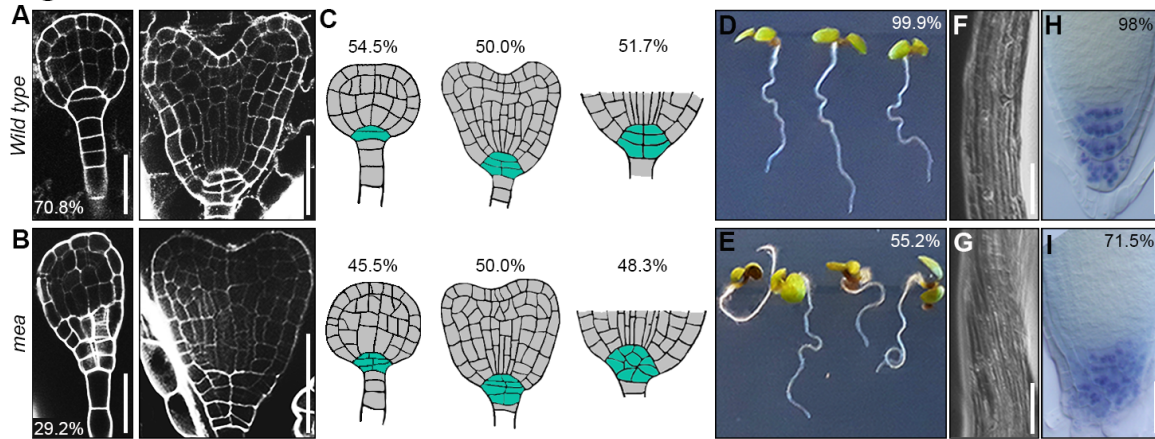 A
Wild type
70.8%
C
54.5%
50.0%
51.7%
D
99.9%
F
H
98%
B
mea
29.2%
45.5%
50.0%
48.3%
E
55.2%
G
I
71.5%